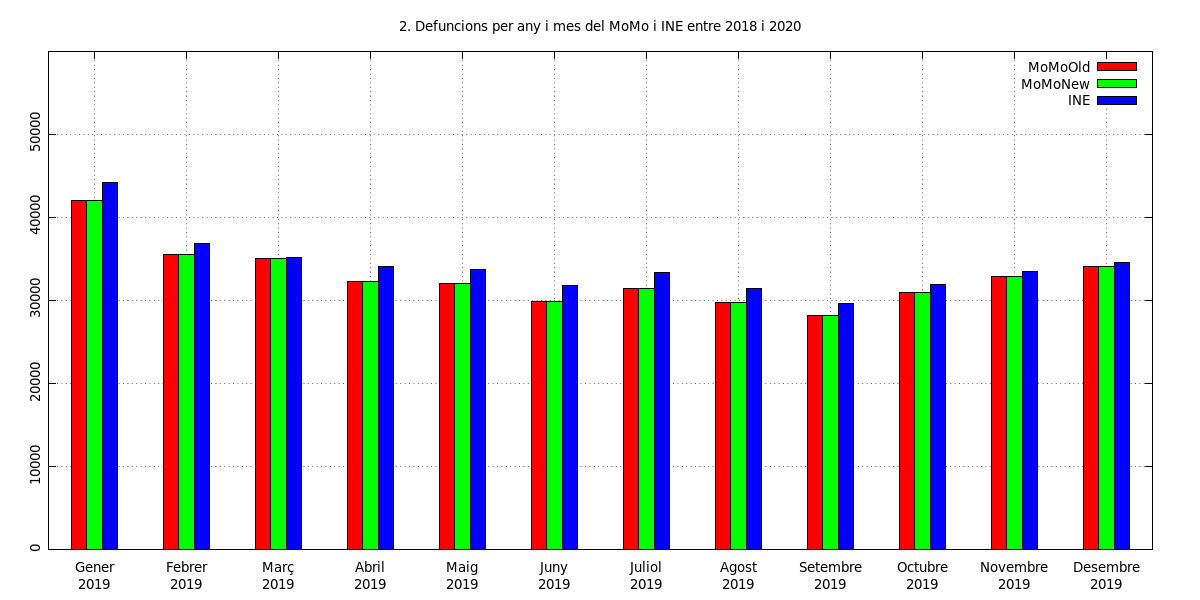 2. Defuncions per any i mes del MoMo i INE entre 2018 i 2020
MoMoOld
MoMoNew
INE
50000
40000
30000
20000
10000
0
Gener Febrer Març Abril Maig Juny Juliol Agost Setembre Octubre Novembre Desembre
2019 2019 2019 2019 2019 2019 2019 2019 2019 2019 2019 2019